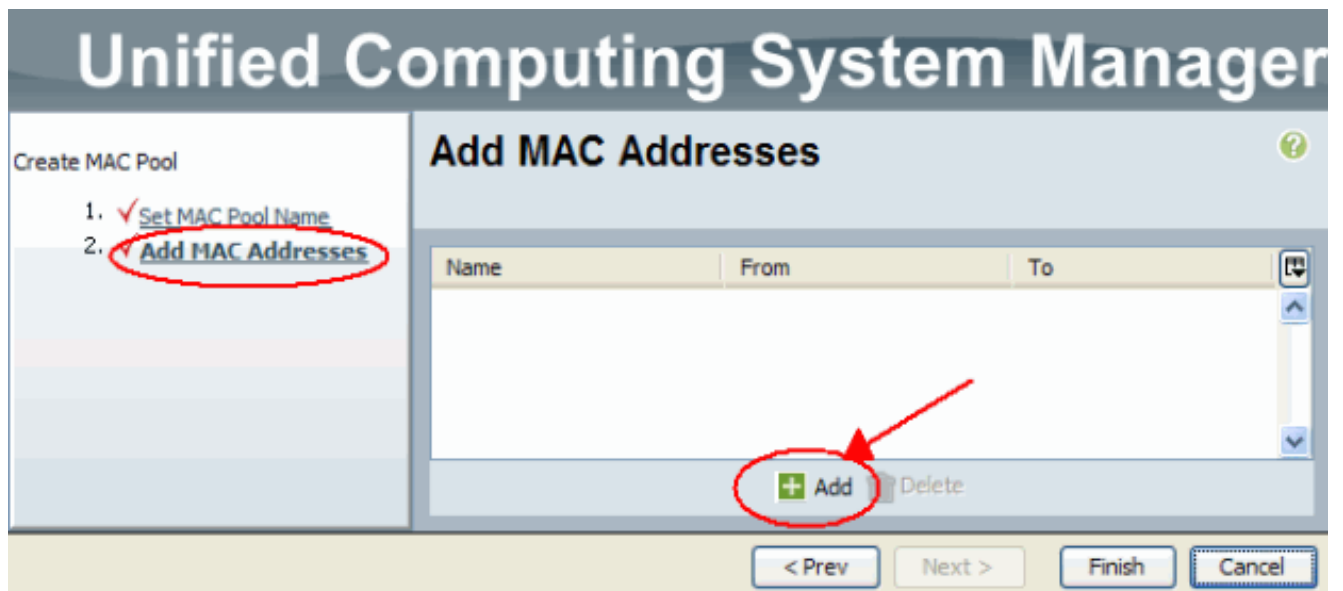 Unified Computing System Manager
Create MAC Pool
1. Set MAC Pool Name
2. Add MAC Addresses
Add MAC Addresses
?
Name From To
Add Delete
< Prev Next > Finish Cancel